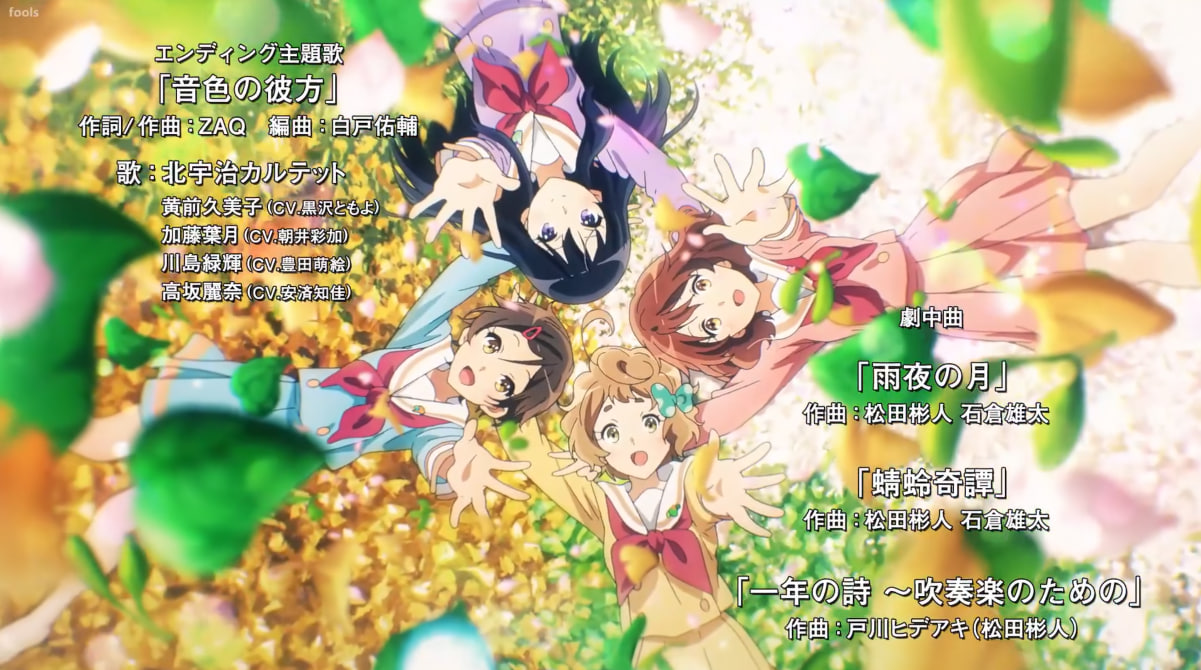 fools
エンディング主題歌
「音色の彼方」
作詞/作曲：ZAQ　編曲：白戸佑輔
歌：北宇治カルテット
黄前久美子（CV.黒沢ともよ）
加藤葉月（CV.朝井彩加）
川島緑輝（CV.豊田萌絵）
高坂麗奈（CV.安済知佳）
劇中曲
「雨夜の月」
作曲：松田彬人 石倉雄太
「蜻蛉奇譚」
作曲：松田彬人 石倉雄太
「一年の詩 ～吹奏楽のための」
作曲：戸川ヒデアキ（松田彬人）